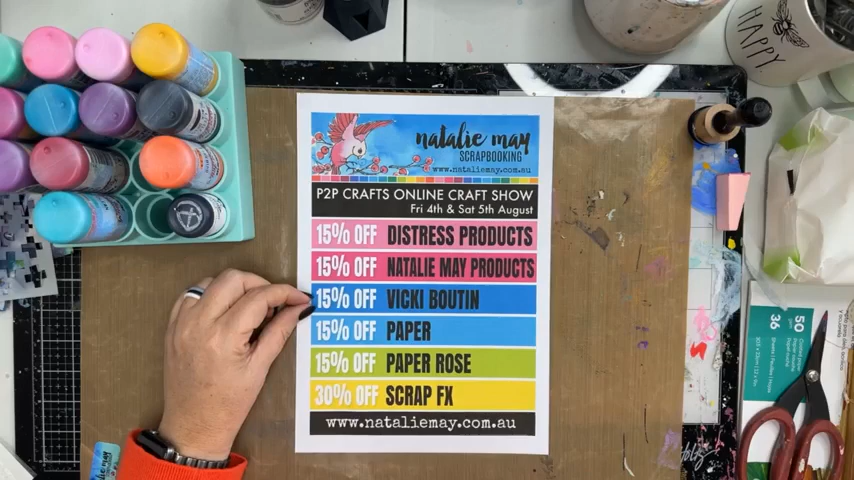 natalie may
SCRAPBOOKING
www.nataliemay.com.au
P2P CRAFTS ONLINE CRAFT SHOW
Fri 4th & Sat 5th August
15% OFF DISTRESS PRODUCTS
15% OFF NATALIE MAY PRODUCTS
15% OFF VICKI BOUTIN
15% OFF PAPER
15% OFF PAPER ROSE
30% OFF SCRAP FX
www.nataliemay.com.au
HAPPY
50
36